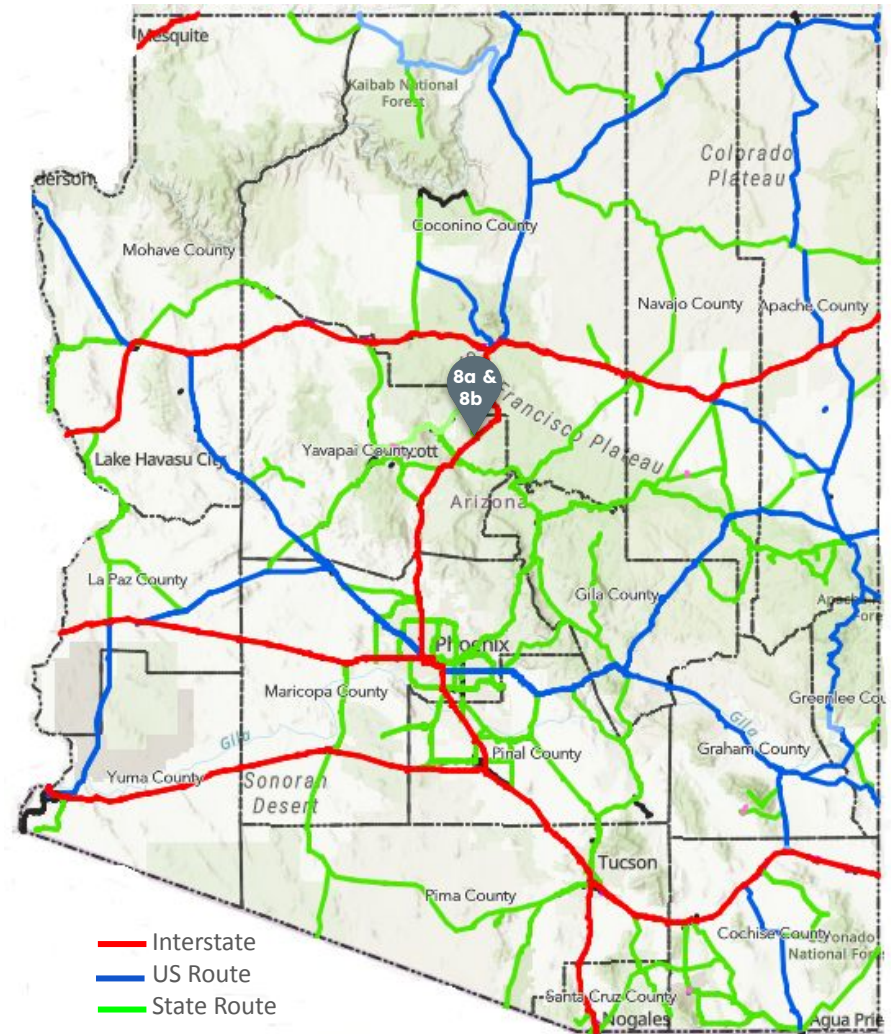 Mesquite
Kaibab National
Forest
Colorado
Plateau
derson
Coconino County
Mohave County
Navajo County
Apache County
8a &
8b
Francisco Plateau
Yavapai County
cott
Lake Havasu City
Arizona
La Paz County
Gila County
Phoenix
Maricopa County
Greenlee Cou
Gila
Gila
Graham County
Pinal County
Yuma County
Sonoran
Desert
Tucson
Pima County
Cochise County
Coronado
National Fore
Interstate
US Route
State Route
Santa Cruz County
Nogales
Agua Prie